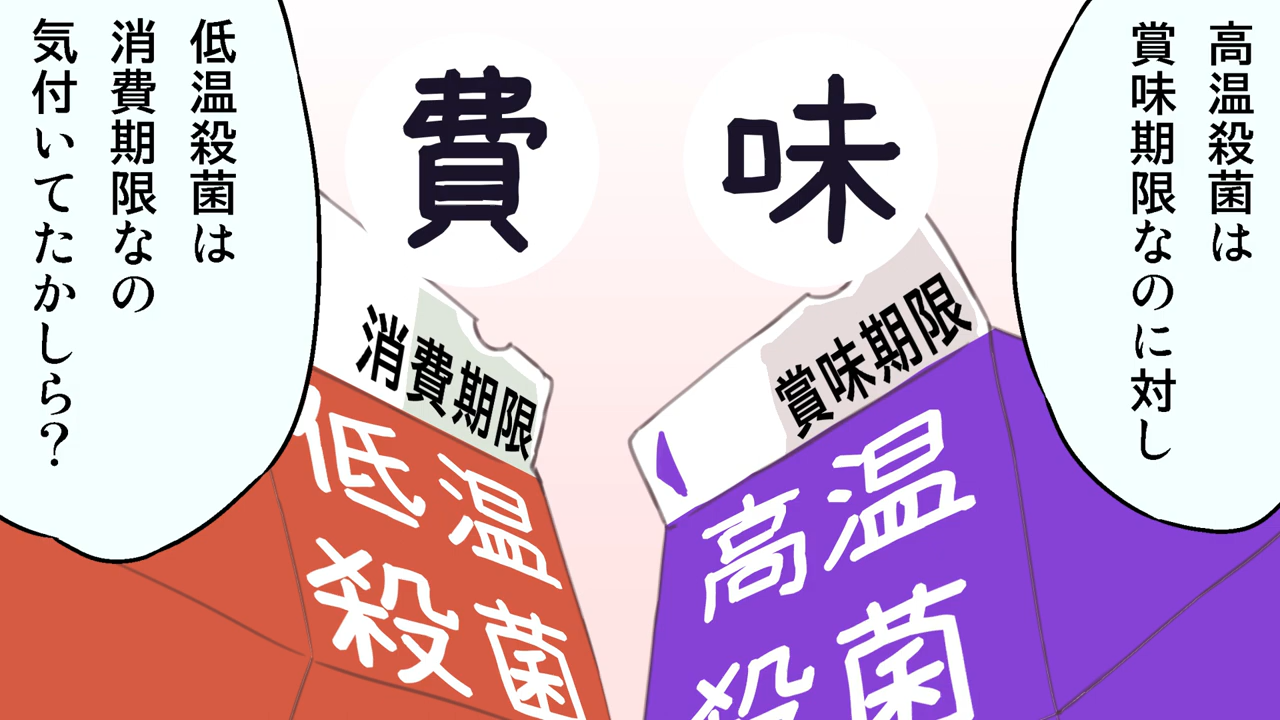 高温殺菌は
賞味期限なのに対し
味
賞味期限
高温
殺菌
費
消費期限
低温
殺菌
低温殺菌は
消費期限なの
気付いてたかしら?